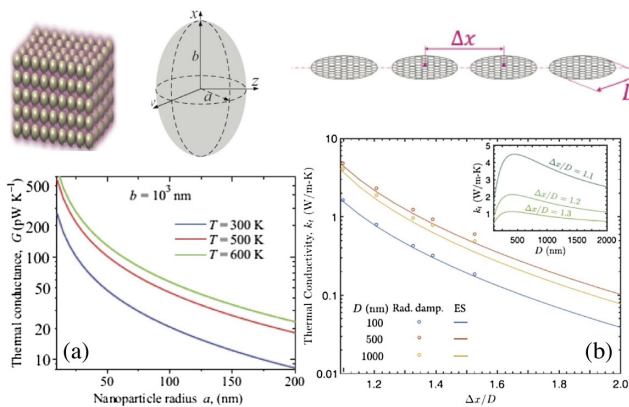 x
b
z
a
y
Δx
D
Thermal conductance, G (pW K⁻¹)
500
200
100
50
20
10
b = 10³ nm
T = 300 K
T = 500 K
T = 600 K
(a)
50
100
150
200
Nanoparticle radius a, (nm)
Thermal Conductivity, kₜ (W/m-K)
10
1
0.1
0.01
kₜ (W/m-K)
4
3
2
1
Δx/D = 1.1
Δx/D = 1.2
Δx/D = 1.3
500
1000
1500
2000
D (nm)
D (nm) Rad. damp. ES
100
500
1000
(b)
1.2
1.4
1.6
1.8
2.0
Δx/D